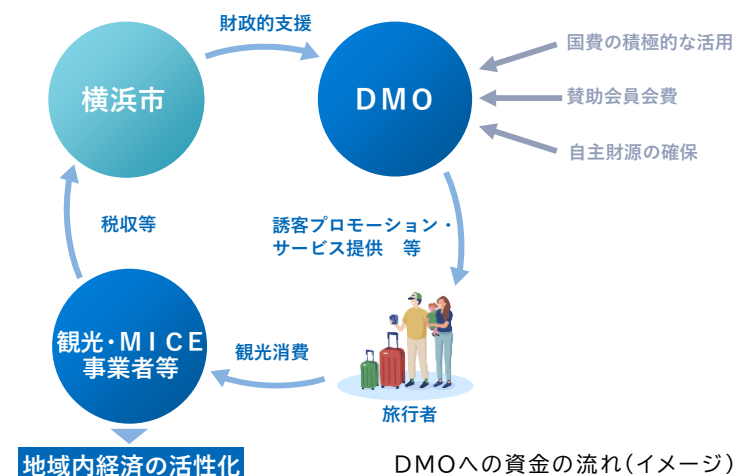 財政的支援
横浜市
DMO
国費の積極的な活用
賛助会員会費
自主財源の確保
税収等
誘客プロモーション・
サービス提供　等
観光・MICE
事業者等
観光消費
旅行者
地域内経済の活性化
DMOへの資金の流れ(イメージ)